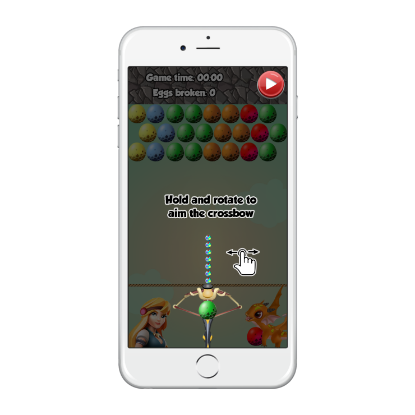 Game time: 00:00
Eggs broken: 0
Hold and rotate to
aim the crossbow